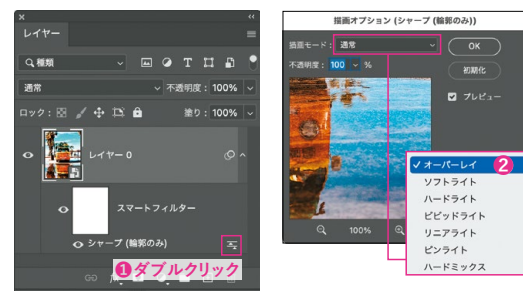 レイヤー
種類
T
通常
不透明度: 100%
ロック:
塗り: 100%
レイヤー 0
スマートフィルター
シャープ (輪郭のみ)
❶ダブルクリック
描画オプション (シャープ (輪郭のみ))
描画モード: 通常
不透明度: 100 %
OK
初期化
プレビュー
100%
✓ オーバーレイ ❷
ソフトライト
ハードライト
ビビッドライト
リニアライト
ピンライト
ハードミックス